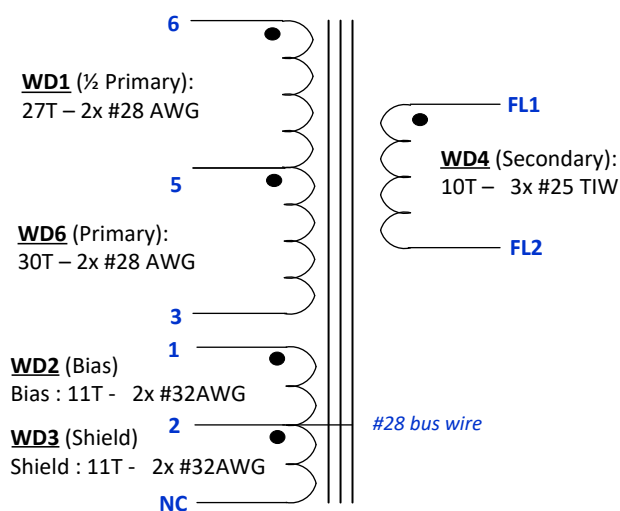 6
WD1 (½ Primary):
27T – 2x #28 AWG
5
WD6 (Primary):
30T – 2x #28 AWG
3
1
WD2 (Bias)
Bias : 11T - 2x #32AWG
2
WD3 (Shield)
Shield : 11T - 2x #32AWG
NC
FL1
WD4 (Secondary):
10T – 3x #25 TIW
FL2
#28 bus wire